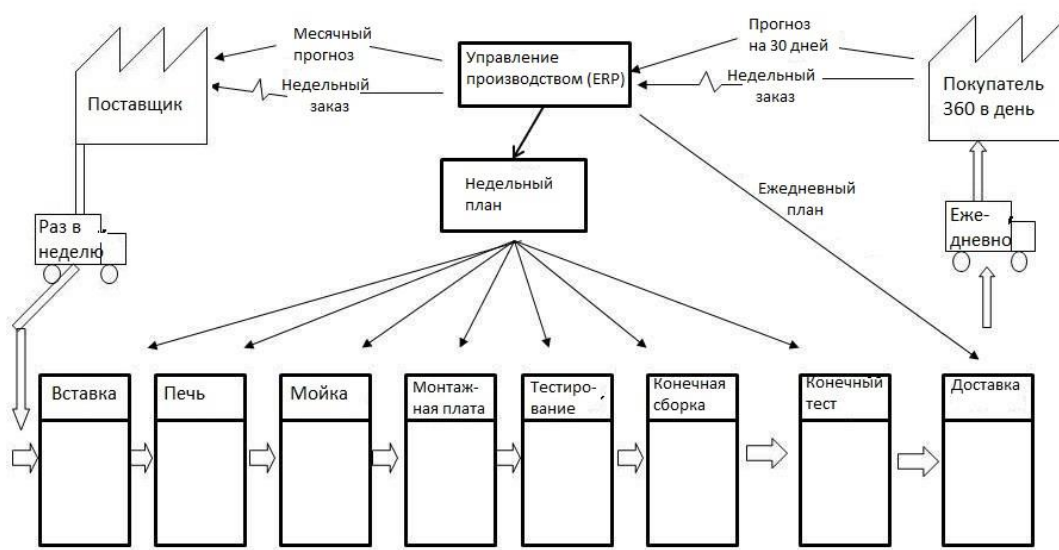 Месячный
прогноз
Недельный
заказ
Поставщик
Управление
производством (ERP)
Прогноз
на 30 дней
Недельный
заказ
Покупатель
360 в день
Недельный
план
Ежедневный
план
Раз в
неделю
Еже-
дневно
Вставка
Печь
Мойка
Монтаж-
ная плата
Тестиро-
вание
Конечная
сборка
Конечный
тест
Доставка